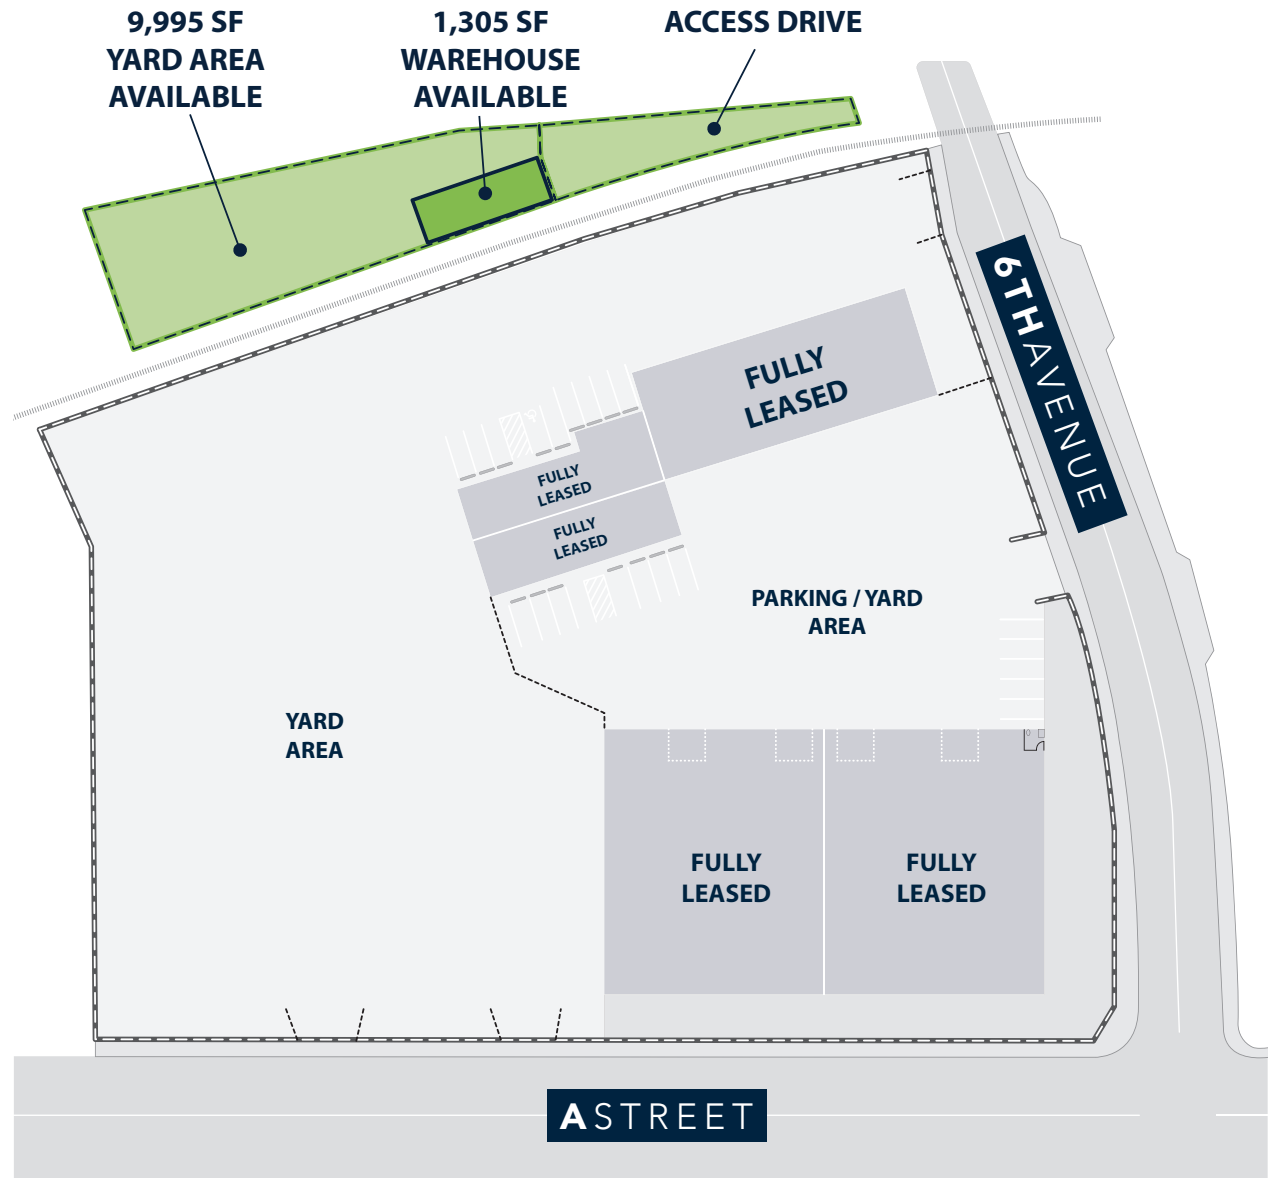 9,995 SF
YARD AREA
AVAILABLE
1,305 SF
WAREHOUSE
AVAILABLE
ACCESS DRIVE
6TH AVENUE
FULLY
LEASED
FULLY
LEASED
FULLY
LEASED
PARKING / YARD
AREA
YARD
AREA
FULLY
LEASED
FULLY
LEASED
A STREET